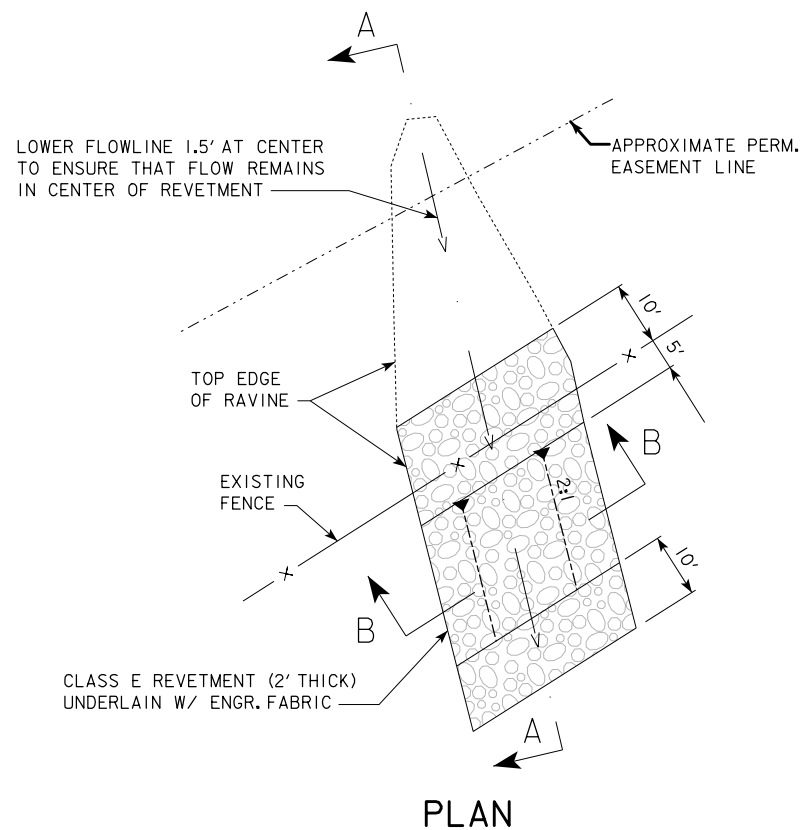 A
LOWER FLOWLINE 1.5' AT CENTER
TO ENSURE THAT FLOW REMAINS
IN CENTER OF REVETMENT
APPROXIMATE PERM.
EASEMENT LINE
10'
5'
X
TOP EDGE
OF RAVINE
X
B
EXISTING
FENCE
2:1
X
10'
B
CLASS E REVETMENT (2' THICK)
UNDERLAIN W/ ENGR. FABRIC
A
PLAN